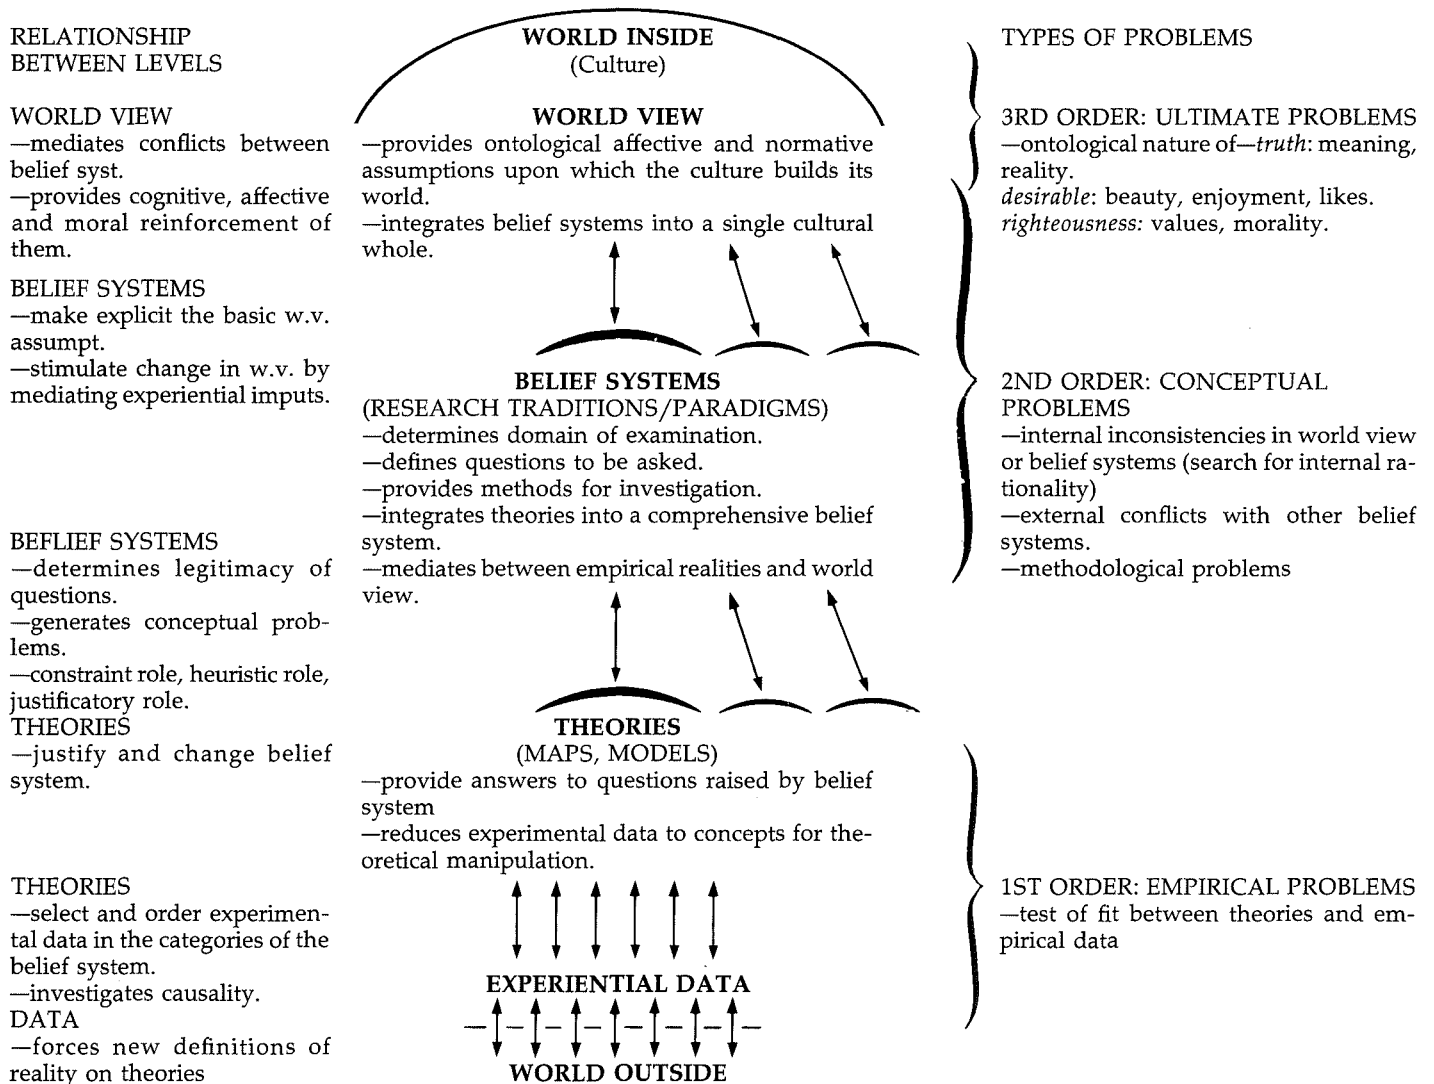 RELATIONSHIP
BETWEEN LEVELS
WORLD VIEW
—mediates conflicts between
belief syst.
—provides cognitive, affective
and moral reinforcement of
them.
BELIEF SYSTEMS
—make explicit the basic w.v.
assumpt.
—stimulate change in w.v. by
mediating experiential imputs.
BEFLIEF SYSTEMS
—determines legitimacy of
questions.
—generates conceptual prob-
lems.
—constraint role, heuristic role,
justificatory role.
THEORIES
—justify and change belief
system.
THEORIES
—select and order experimen-
tal data in the categories of the
belief system.
—investigates causality.
DATA
—forces new definitions of
reality on theories
WORLD INSIDE
(Culture)
WORLD VIEW
—provides ontological affective and normative
assumptions upon which the culture builds its
world.
—integrates belief systems into a single cultural
whole.
BELIEF SYSTEMS
(RESEARCH TRADITIONS/PARADIGMS)
—determines domain of examination.
—defines questions to be asked.
—provides methods for investigation.
—integrates theories into a comprehensive belief
system.
—mediates between empirical realities and world
view.
THEORIES
(MAPS, MODELS)
—provide answers to questions raised by belief
system
—reduces experimental data to concepts for the-
oretical manipulation.
EXPERIENTIAL DATA
WORLD OUTSIDE
TYPES OF PROBLEMS
3RD ORDER: ULTIMATE PROBLEMS
—ontological nature of—truth: meaning,
reality.
desirable: beauty, enjoyment, likes.
righteousness: values, morality.
2ND ORDER: CONCEPTUAL
PROBLEMS
—internal inconsistencies in world view
or belief systems (search for internal ra-
tionality)
—external conflicts with other belief
systems.
—methodological problems
1ST ORDER: EMPIRICAL PROBLEMS
—test of fit between theories and em-
pirical data